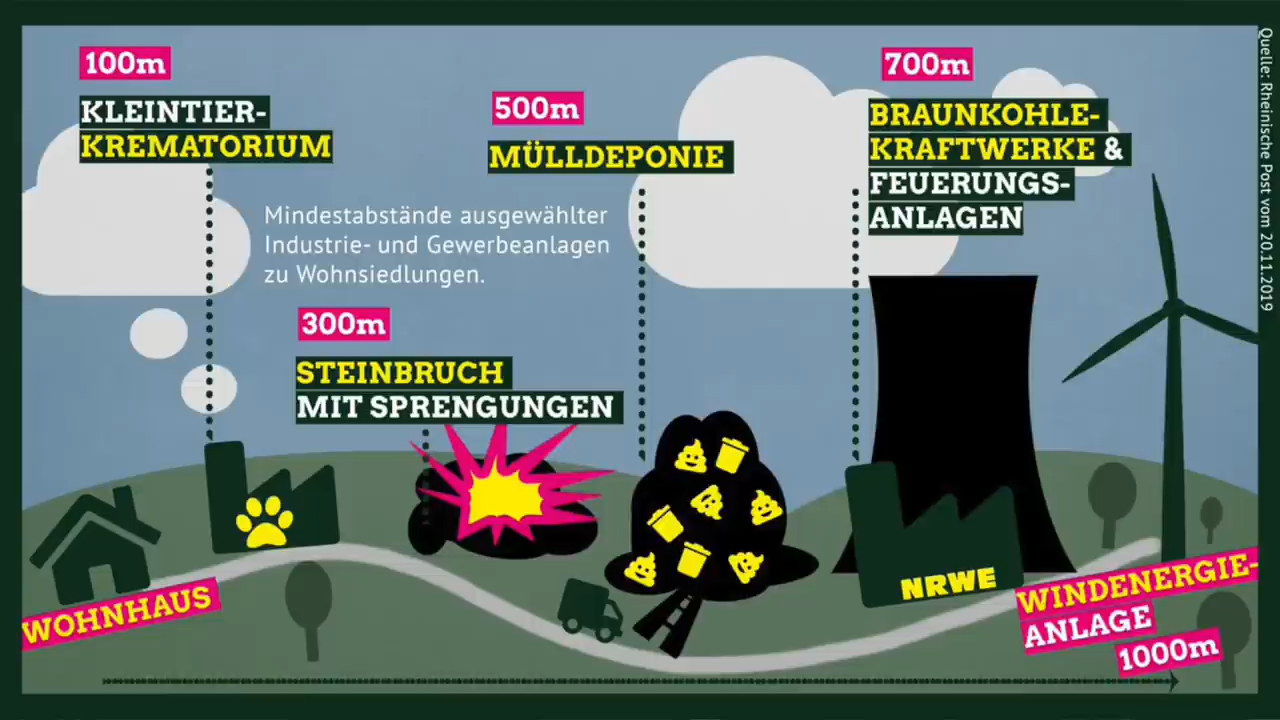 100m
KLEINTIER-
KREMATORIUM
500m
MÜLLDEPONIE
700m
BRAUNKOHLE-
KRAFTWERKE &
FEUERUNGS-
ANLAGEN
Mindestabstände ausgewählter
Industrie- und Gewerbeanlagen
zu Wohnsiedlungen.
300m
STEINBRUCH
MIT SPRENGUNGEN
WOHNHAUS
NRWE
WINDENERGIE-
ANLAGE
1000m
Quelle: Rheinische Post vom 20.11.2019